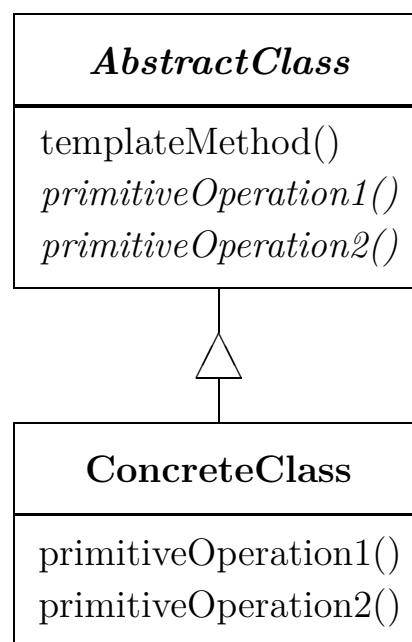 AbstractClass
templateMethod()
primitiveOperation1()
primitiveOperation2()
ConcreteClass
primitiveOperation1()
primitiveOperation2()